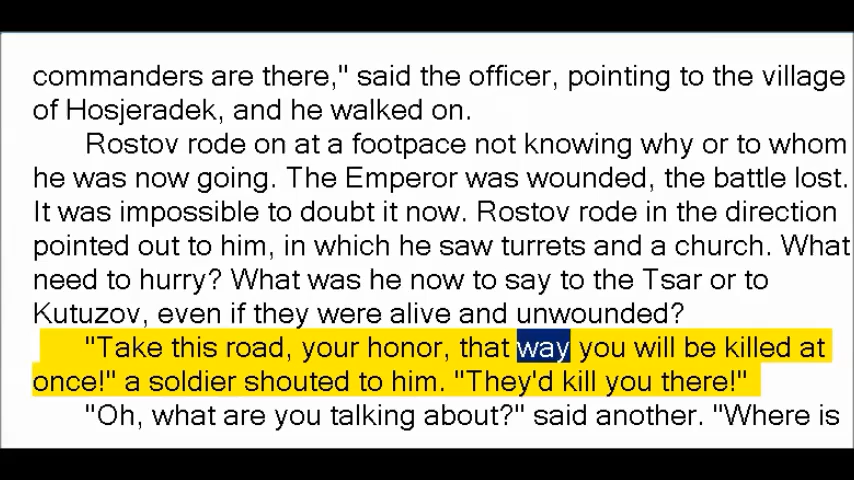 commanders are there," said the officer, pointing to the village
of Hosjeradek, and he walked on.
Rostov rode on at a footpace not knowing why or to whom
he was now going. The Emperor was wounded, the battle lost.
It was impossible to doubt it now. Rostov rode in the direction
pointed out to him, in which he saw turrets and a church. What
need to hurry? What was he now to say to the Tsar or to
Kutuzov, even if they were alive and unwounded?
"Take this road, your honor, that way you will be killed at
once!" a soldier shouted to him. "They'd kill you there!"
"Oh, what are you talking about?" said another. "Where is